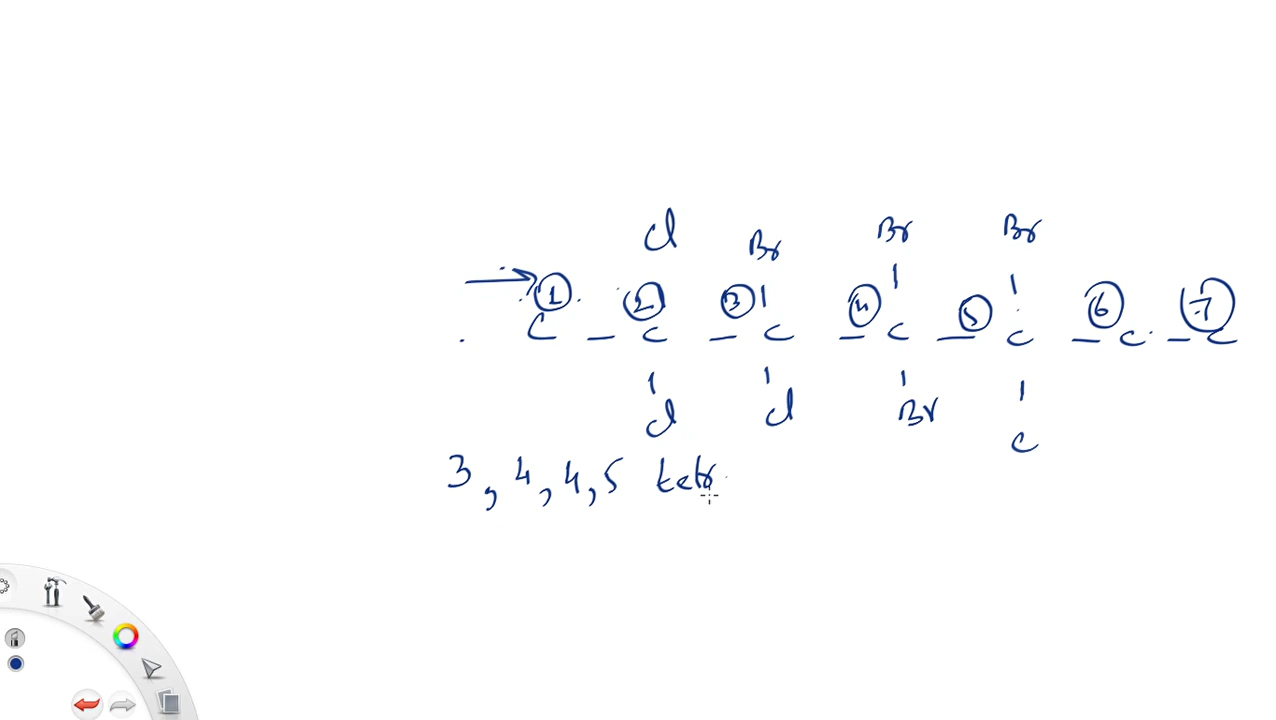 Cl Br Br Br
1 2 3 4 5 6 7
C – C – C – C – C – C – C
Cl Cl Br C
3, 4, 4, 5 tetr